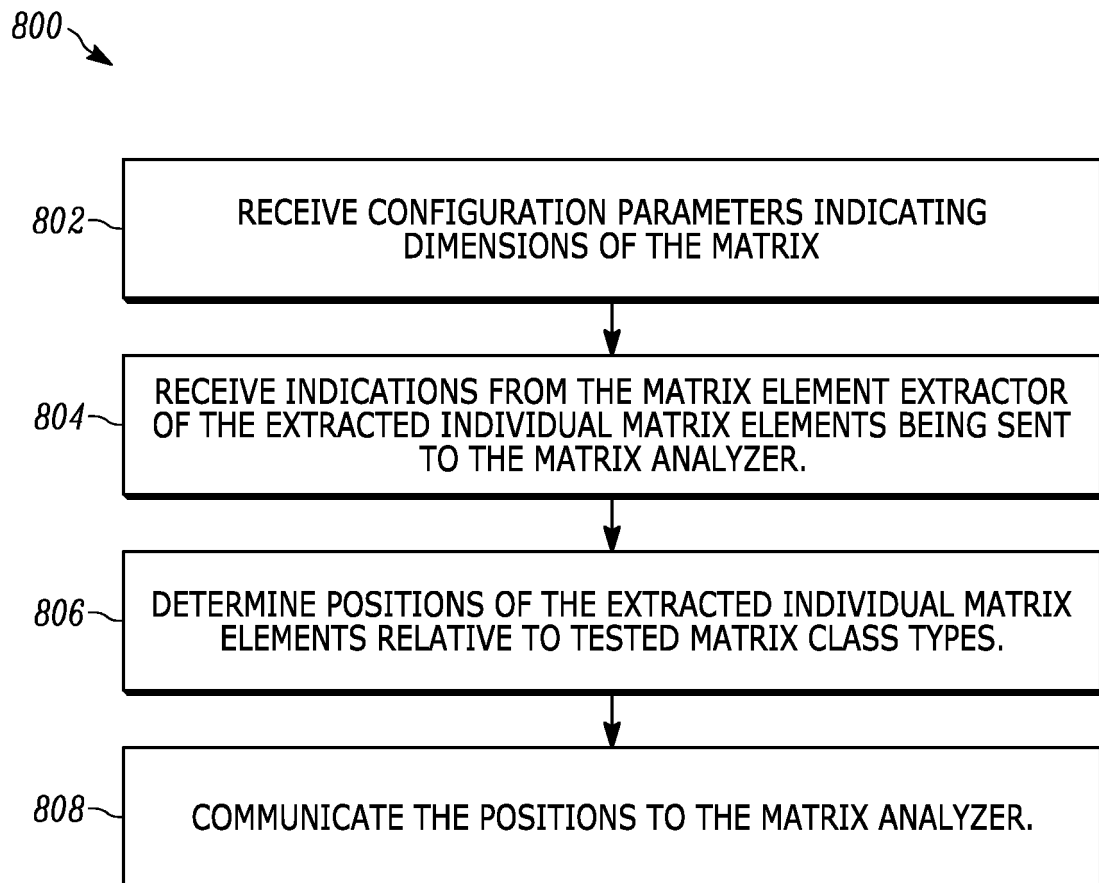 800
802
RECEIVE CONFIGURATION PARAMETERS INDICATING
DIMENSIONS OF THE MATRIX
804
RECEIVE INDICATIONS FROM THE MATRIX ELEMENT EXTRACTOR
OF THE EXTRACTED INDIVIDUAL MATRIX ELEMENTS BEING SENT
TO THE MATRIX ANALYZER.
806
DETERMINE POSITIONS OF THE EXTRACTED INDIVIDUAL MATRIX
ELEMENTS RELATIVE TO TESTED MATRIX CLASS TYPES.
808
COMMUNICATE THE POSITIONS TO THE MATRIX ANALYZER.